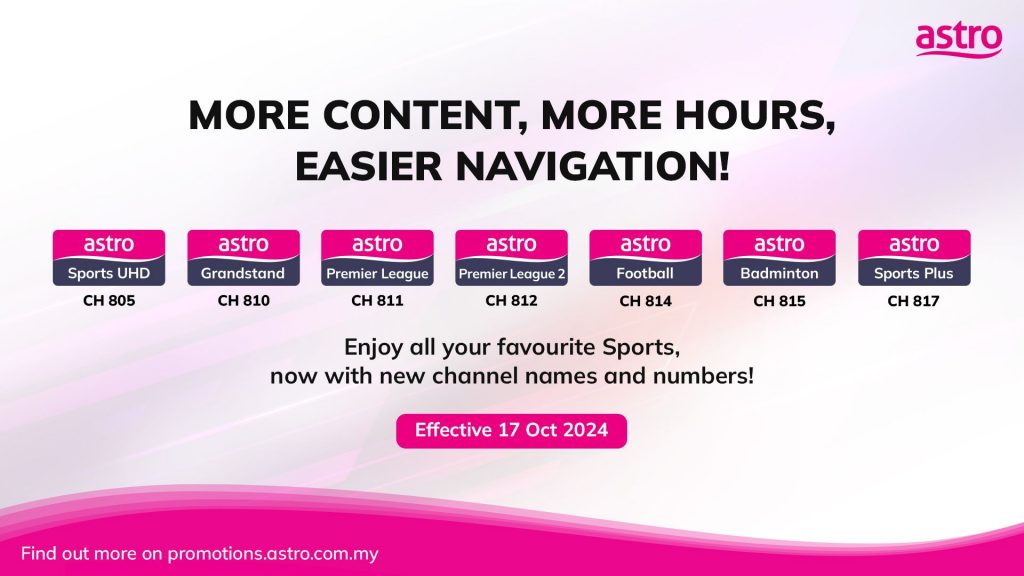 astro
MORE CONTENT, MORE HOURS,
EASIER NAVIGATION!
astro astro astro astro astro astro astro
Sports UHD Grandstand Premier League Premier League 2 Football Badminton Sports Plus
CH 805 CH 810 CH 811 CH 812 CH 814 CH 815 CH 817
Enjoy all your favourite Sports,
now with new channel names and numbers!
Effective 17 Oct 2024
Find out more on promotions.astro.com.my